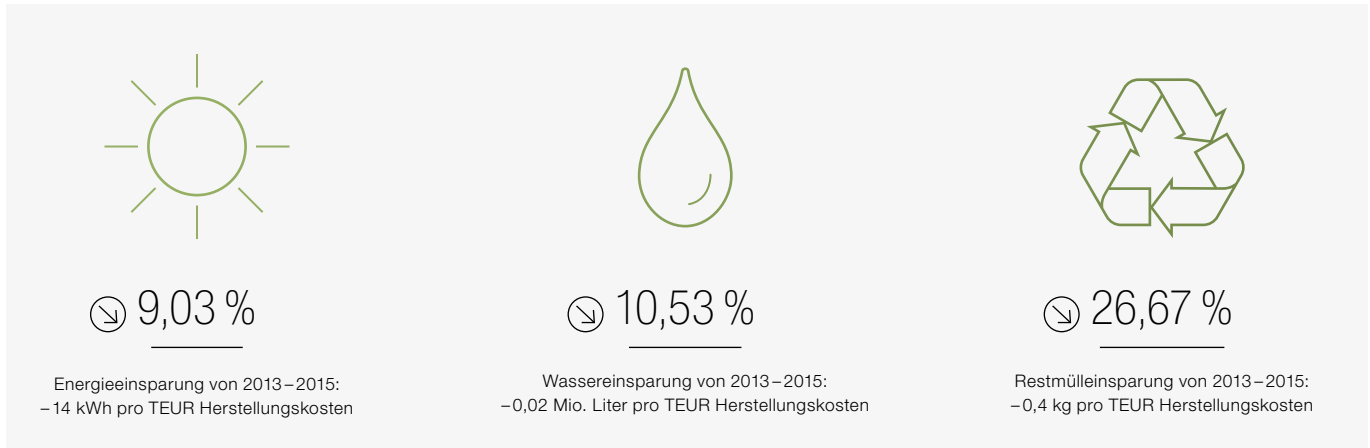 9,03 %
Energieeinsparung von 2013–2015:
–14 kWh pro TEUR Herstellungskosten
10,53 %
Wassereinsparung von 2013–2015:
–0,02 Mio. Liter pro TEUR Herstellungskosten
26,67 %
Restmülleinsparung von 2013–2015:
–0,4 kg pro TEUR Herstellungskosten